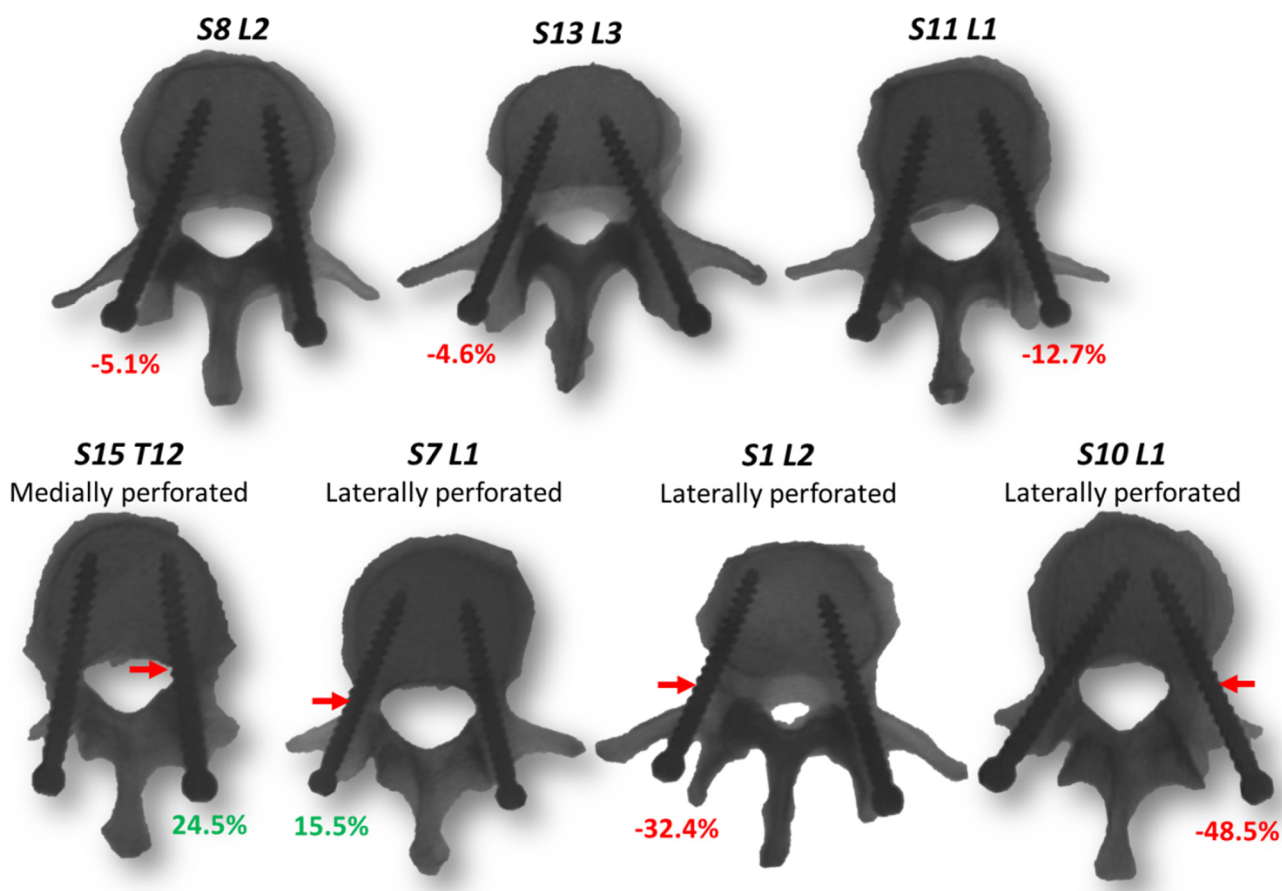 S8 L2
S13 L3
S11 L1
-5.1%
-4.6%
-12.7%
S15 T12
Medially perforated
S7 L1
Laterally perforated
S1 L2
Laterally perforated
S10 L1
Laterally perforated
24.5%
15.5%
-32.4%
-48.5%